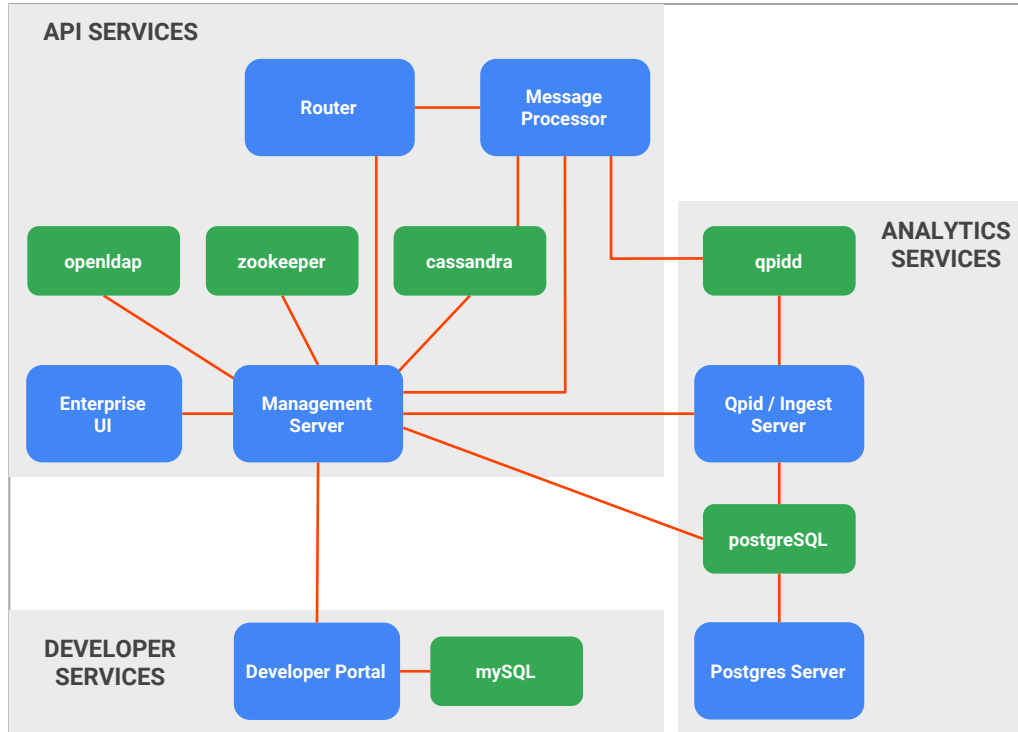 API SERVICES
Router
Message
Processor
openldap
zookeeper
cassandra
qpidd
ANALYTICS
SERVICES
Enterprise
UI
Management
Server
Qpid / Ingest
Server
postgreSQL
DEVELOPER
SERVICES
Developer Portal
mySQL
Postgres Server